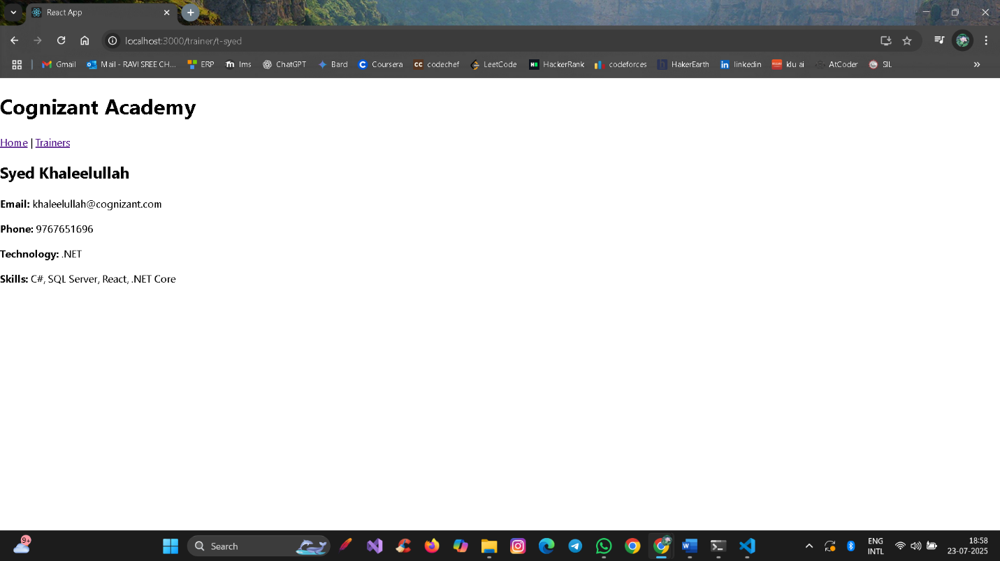 React App
localhost:3000/trainer/t-syed
Gmail Mail - RAVI SREE CH... ERP lms ChatGPT Bard Coursera codechef LeetCode HackerRank codeforces HakerEarth linkedin klu ai AtCoder SIL
Cognizant Academy
Home | Trainers
Syed Khaleelullah
Email: khaleelullah@cognizant.com
Phone: 9767651696
Technology: .NET
Skills: C#, SQL Server, React, .NET Core
9+ Search ENG 18:58
INTL 23-07-2025